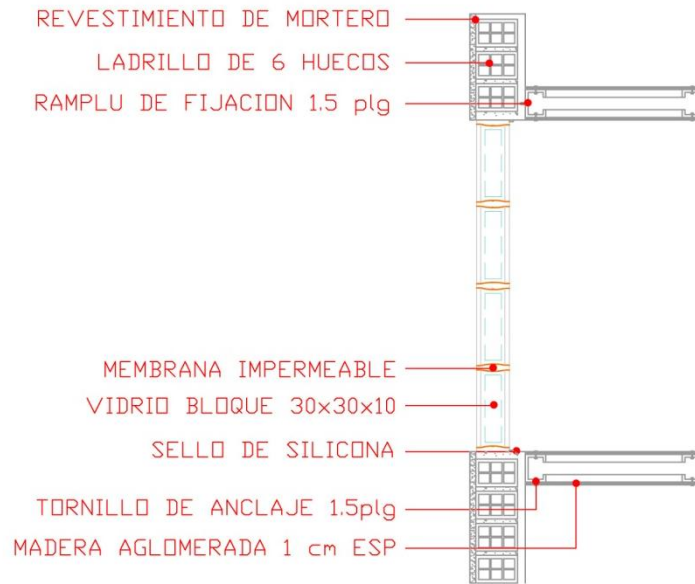 REVESTIMIENTO DE MORTERO
LADRILLO DE 6 HUECOS
RAMPLU DE FIJACION 1.5 plg
MEMBRANA IMPERMEABLE
VIDRIO BLOQUE 30x30x10
SELLO DE SILICONA
TORNILLO DE ANCLAJE 1.5plg
MADERA AGLOMERADA 1 cm ESP